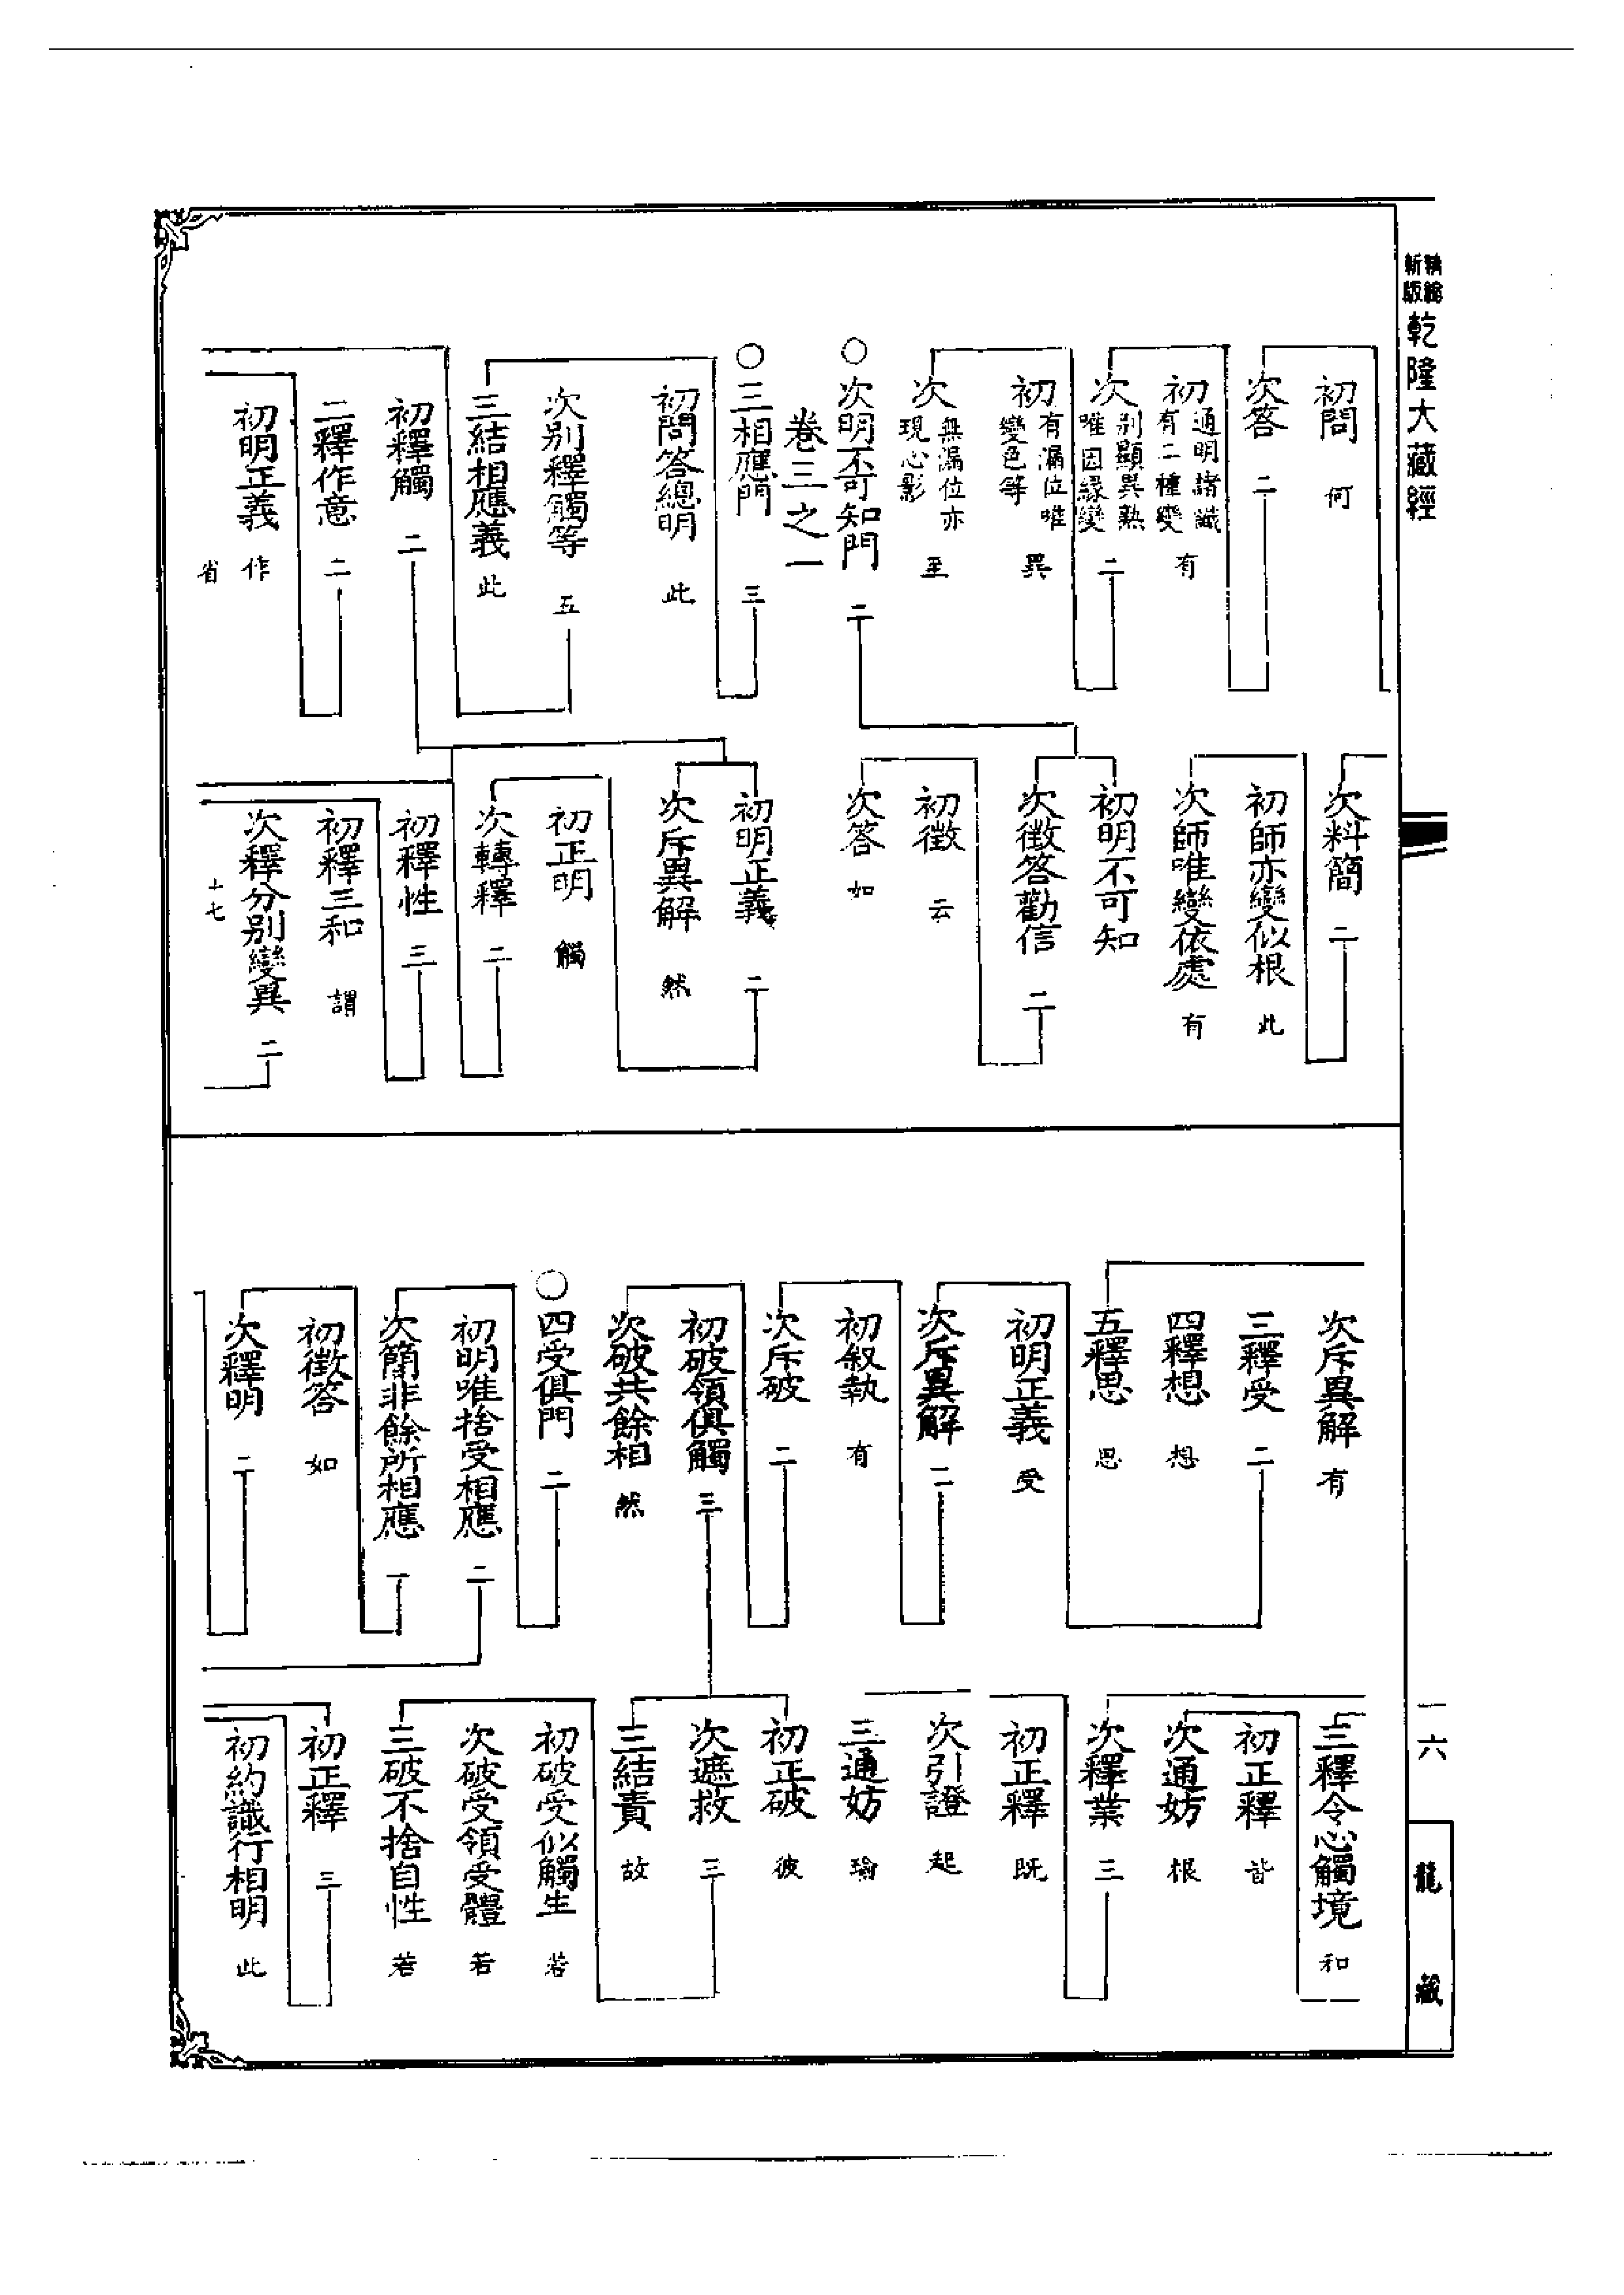 精縮新版乾隆大藏經
初問 何
次答 二
初通明諸識有二種變 有
次別顯異熟唯因緣變 二
初有漏位唯變色等 異
次無漏位亦現心影 至
○次明不可知門 二
卷三之一
○三相應門 三
初問答總明 此
次別釋觸等 五
三結相應義 此
初釋觸 二
二釋作意 二
初明正義 作
省
次料簡 二
初師亦變似根 此
次師唯變依處 有
初明不可知
次徵答勸信 二
初徵 云
次答 如
初明正義 二
次斥異解 然
初正明 觸
次轉釋 二
初釋性 三
初釋三和 謂
次釋分別變異 二
十七
次斥異解 有
三釋受 二
四釋想 想
五釋思 思
初明正義 受
次斥異解 二
初叙執 有
次斥破 二
初破領俱觸 三
次破共餘相 然
○四受俱門 二
初明唯捨受相應 二
次簡非餘所相應 一
初徵答 如
次釋明 二
三釋令心觸境 和
初正釋 皆
次通妨 根
次釋業 三
初正釋 既
次引證 起
三通妨 瑜
初正破 彼
次遮救 三
三結責 故
初破受似觸生 若
次破受領受體 若
三破不捨自性 若
初正釋 三
初約識行相明 此
一六
龍藏